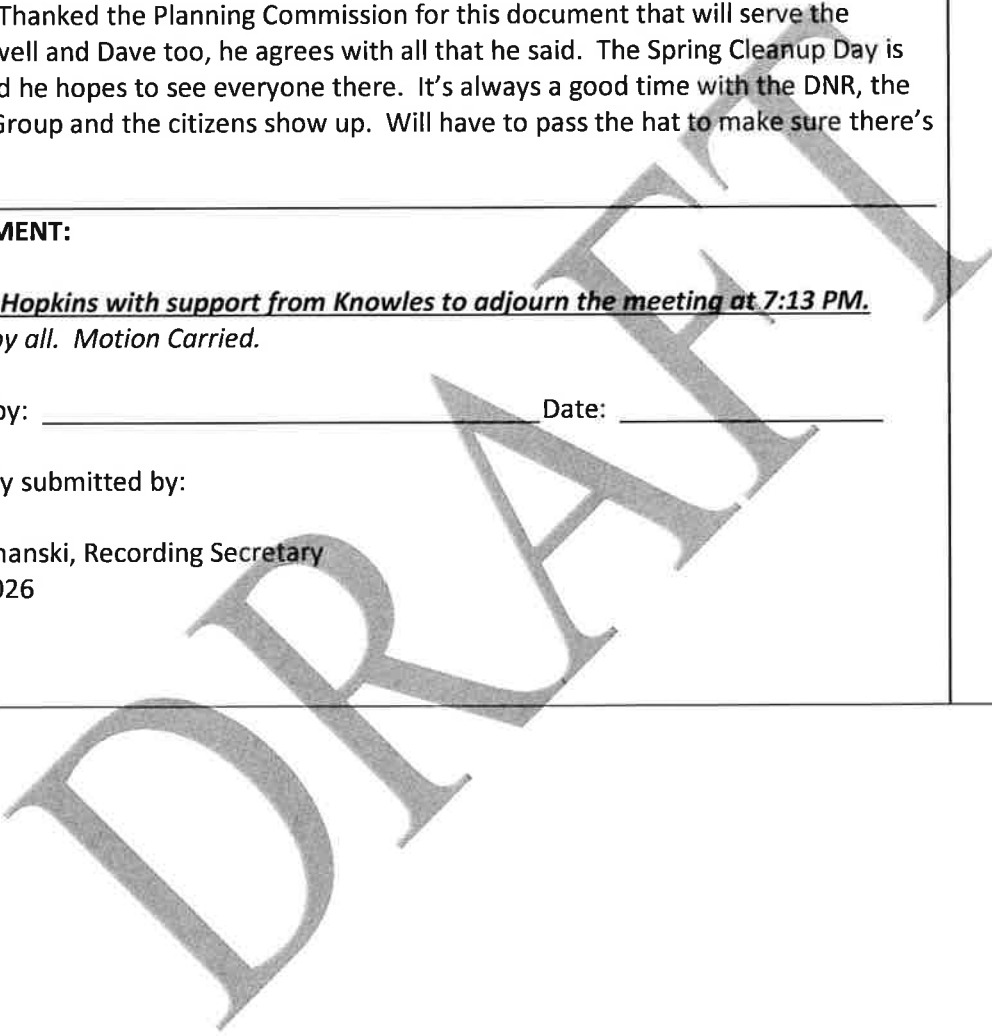 Thanked the Planning Commission for this document that will serve the
vell and Dave too, he agrees with all that he said. The Spring Cleanup Day is
d he hopes to see everyone there. It's always a good time with the DNR, the
Group and the citizens show up. Will have to pass the hat to make sure there's
MENT:
Hopkins with support from Knowles to adjourn the meeting at 7:13 PM.
by all. Motion Carried.
by: Date:
y submitted by:
manski, Recording Secretary
026
DRAFT